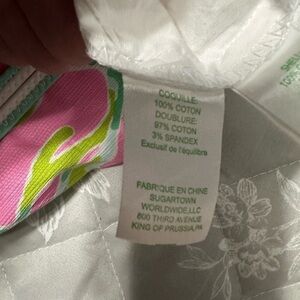 COQUILLE:
100% COTON
DOUBLURE:
97% COTON
3% SPANDEX
Exclusif de l'équilibre
FABRIQUE EN CHINE
SUGARTOWN
WORLDWIDE,LLC
800 THIRD AVENUE
KING OF PRUSSIA,PA